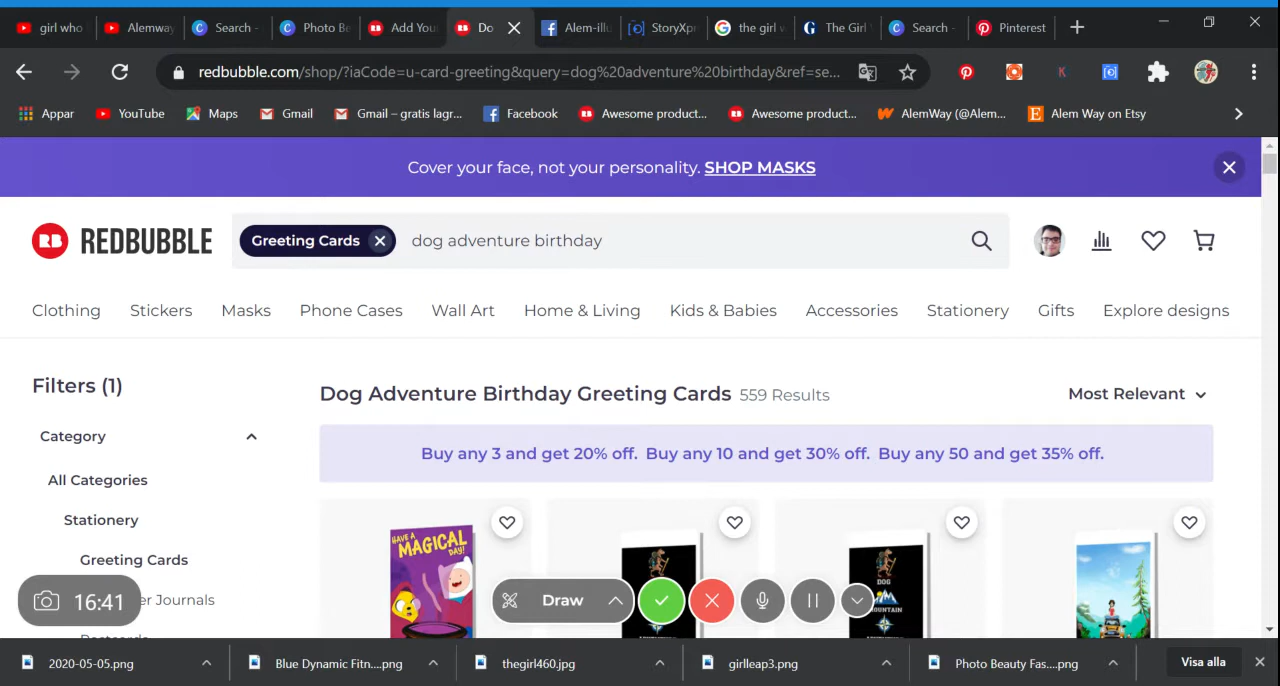 girl who
Alemway
Search -
Photo Be
Add You
Do
Alem-illu
StoryXpr
the girl w
The Girl
Search -
Pinterest
redbubble.com/shop/?iaCode=u-card-greeting&query=dog%20adventure%20birthday&ref=se...
Appar
YouTube
Maps
Gmail
Gmail – gratis lagr...
Facebook
Awesome product...
Awesome product...
AlemWay (@Alem...
Alem Way on Etsy
Cover your face, not your personality. SHOP MASKS
RB REDBUBBLE
Greeting Cards
dog adventure birthday
Clothing
Stickers
Masks
Phone Cases
Wall Art
Home & Living
Kids & Babies
Accessories
Stationery
Gifts
Explore designs
Filters (1)
Dog Adventure Birthday Greeting Cards 559 Results
Most Relevant
Category
Buy any 3 and get 20% off. Buy any 10 and get 30% off. Buy any 50 and get 35% off.
All Categories
Stationery
Greeting Cards
HAVE A
MAGICAL
DAY!
DOG
MOUNTAIN
16:41
er Journals
Draw
Postcards
2020-05-05.png
Blue Dynamic Fitn....png
thegirl460.jpg
girlleap3.png
Photo Beauty Fas....png
Visa alla